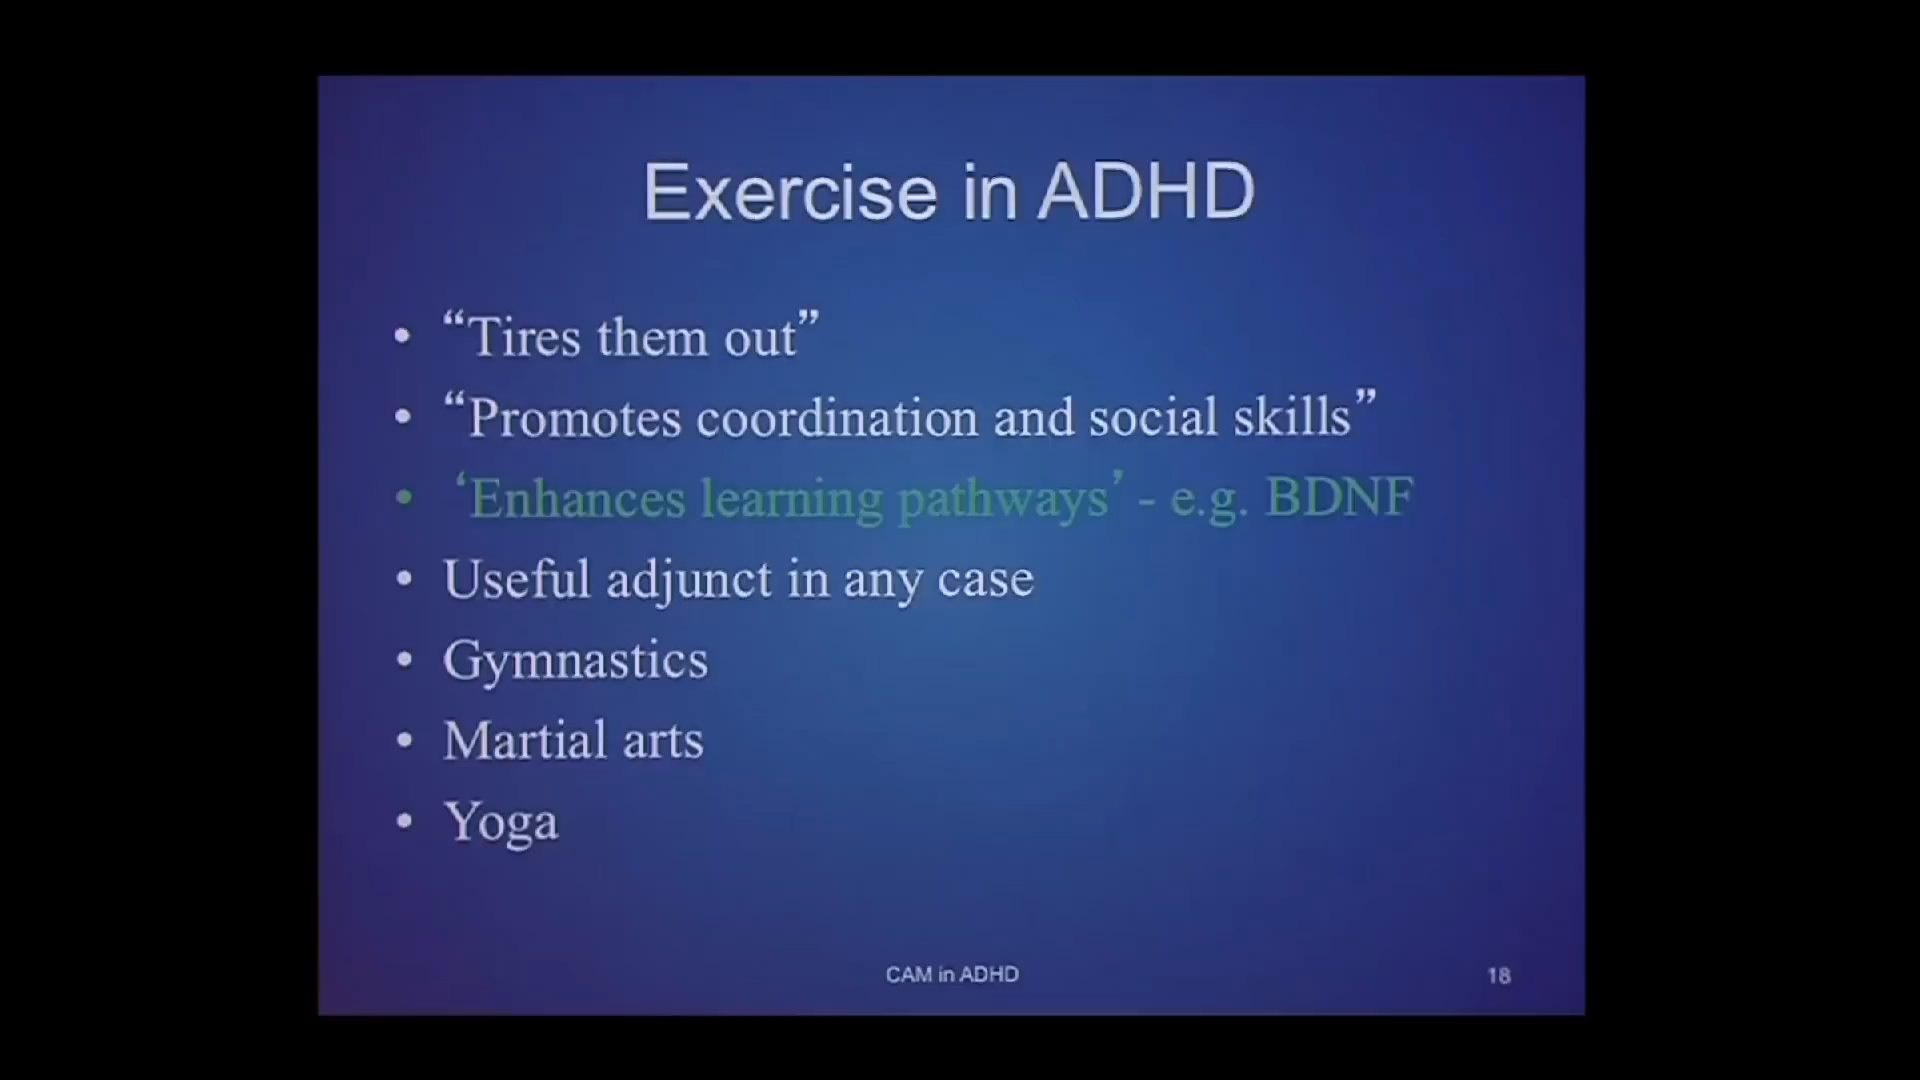 Exercise in ADHD
• “Tires them out”
• “Promotes coordination and social skills”
• ‘Enhances learning pathways’ - e.g. BDNF
• Useful adjunct in any case
• Gymnastics
• Martial arts
• Yoga
CAM in ADHD
18